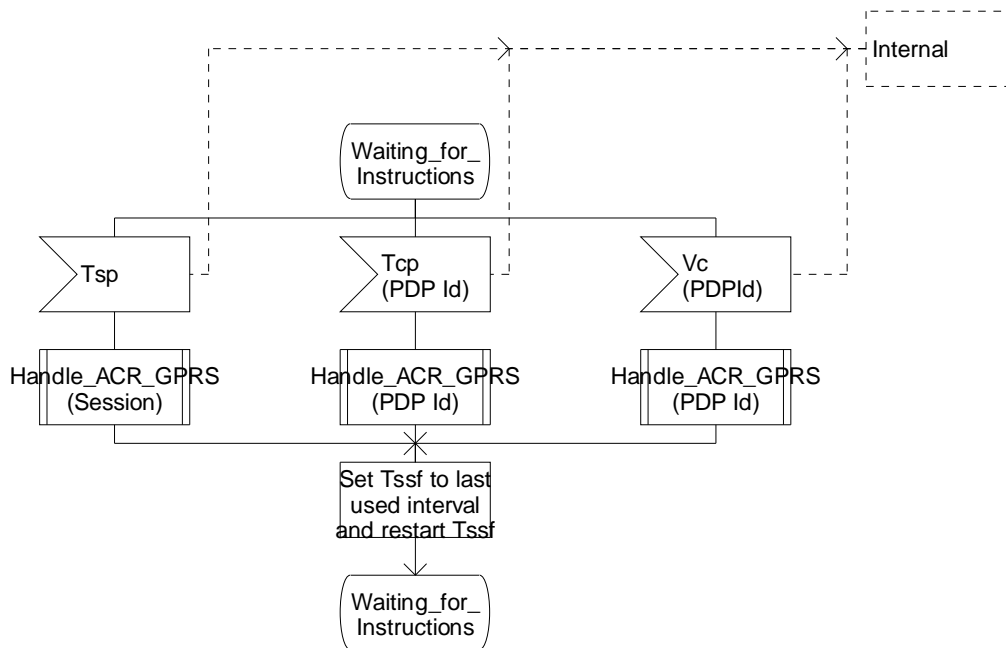 Internal
Waiting_for_
Instructions
Tsp
Tcp
(PDP Id)
Vc
(PDPId)
Handle_ACR_GPRS
(Session)
Handle_ACR_GPRS
(PDP Id)
Handle_ACR_GPRS
(PDP Id)
Set Tssf to last
used interval
and restart Tssf
Waiting_for_
Instructions